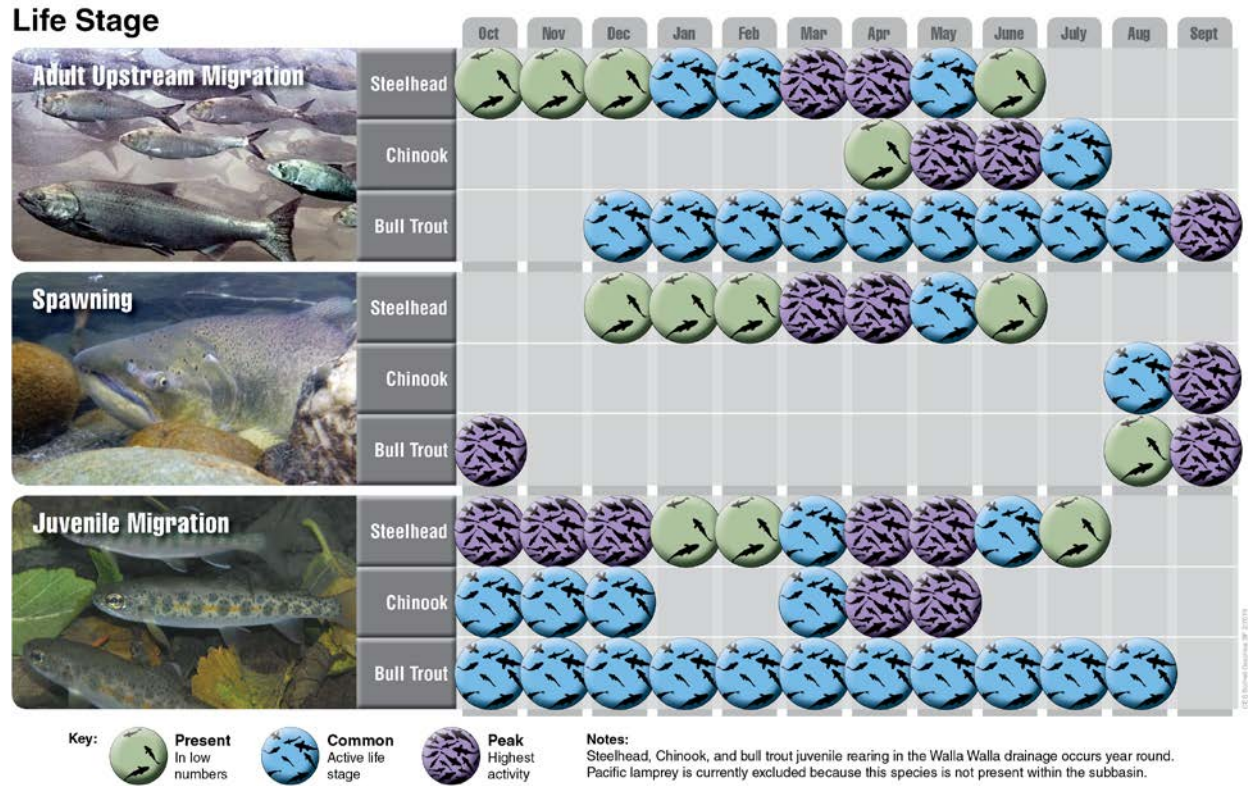 Life Stage
Oct Nov Dec Jan Feb Mar Apr May June July Aug Sept
Adult Upstream Migration
Steelhead
Chinook
Bull Trout
Spawning
Steelhead
Chinook
Bull Trout
Juvenile Migration
Steelhead
Chinook
Bull Trout
Key:
Present
In low
numbers
Common
Active life
stage
Peak
Highest
activity
Notes:
Steelhead, Chinook, and bull trout juvenile rearing in the Walla Walla drainage occurs year round.
Pacific lamprey is currently excluded because this species is not present within the subbasin.